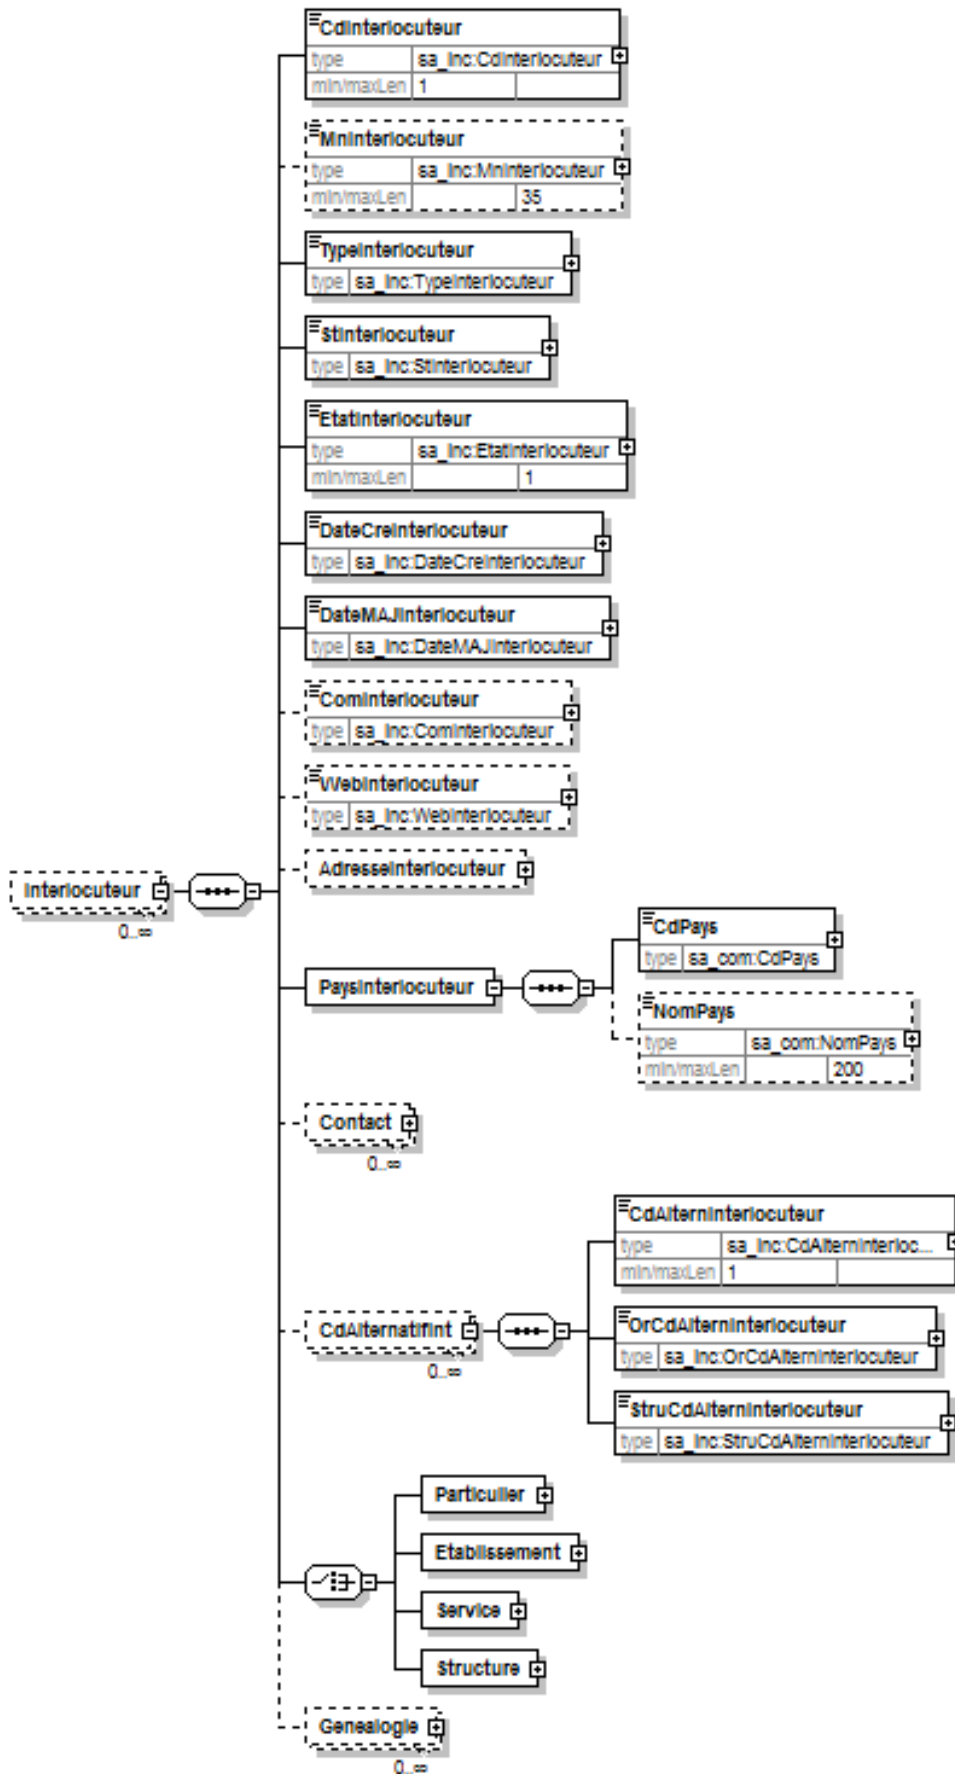 CdInterlocuteur
type sa_inc:CdInterlocuteur
min/maxLen 1
MnInterlocuteur
type sa_inc:MnInterlocuteur
min/maxLen 35
TypeInterlocuteur
type sa_inc:TypeInterlocuteur
StInterlocuteur
type sa_inc:StInterlocuteur
EtatInterlocuteur
type sa_inc:EtatInterlocuteur
min/maxLen 1
DateCreInterlocuteur
type sa_inc:DateCreInterlocuteur
DateMAJInterlocuteur
type sa_inc:DateMAJInterlocuteur
ComInterlocuteur
type sa_inc:ComInterlocuteur
WebInterlocuteur
type sa_inc:WebInterlocuteur
AdresseInterlocuteur
Interlocuteur
0..∞
PaysInterlocuteur
CdPays
type sa_com:CdPays
NomPays
type sa_com:NomPays
min/maxLen 200
Contact
0..∞
CdAlternatifInt
0..∞
CdAlternInterlocuteur
type sa_inc:CdAlternInterloc...
min/maxLen 1
OrCdAlternInterlocuteur
type sa_inc:OrCdAlternInterlocuteur
StruCdAlternInterlocuteur
type sa_inc:StruCdAlternInterlocuteur
Particulier
Etablissement
Service
Structure
Genealogie
0..∞